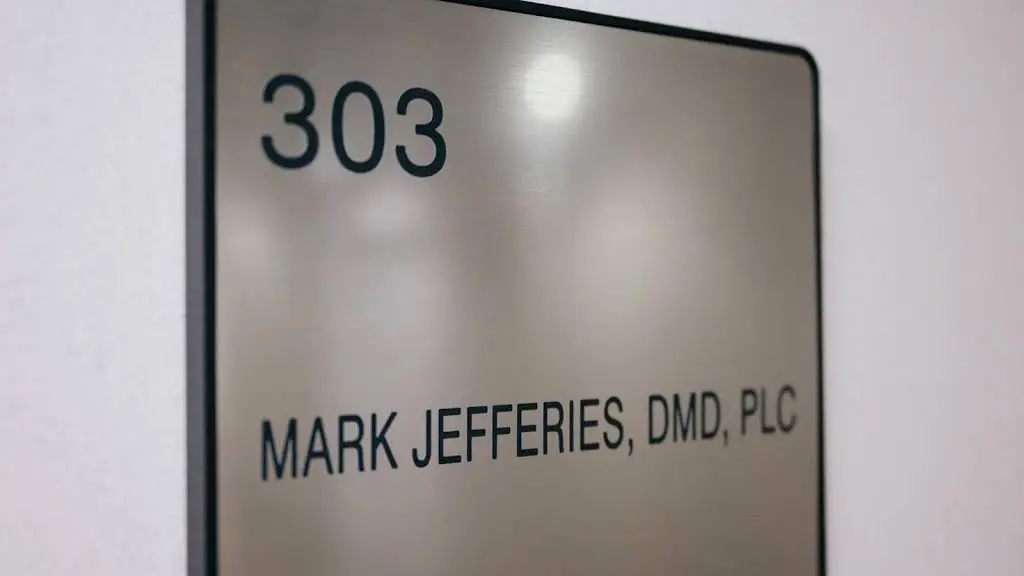 303
MARK JEFFERIES, DMD, PLC